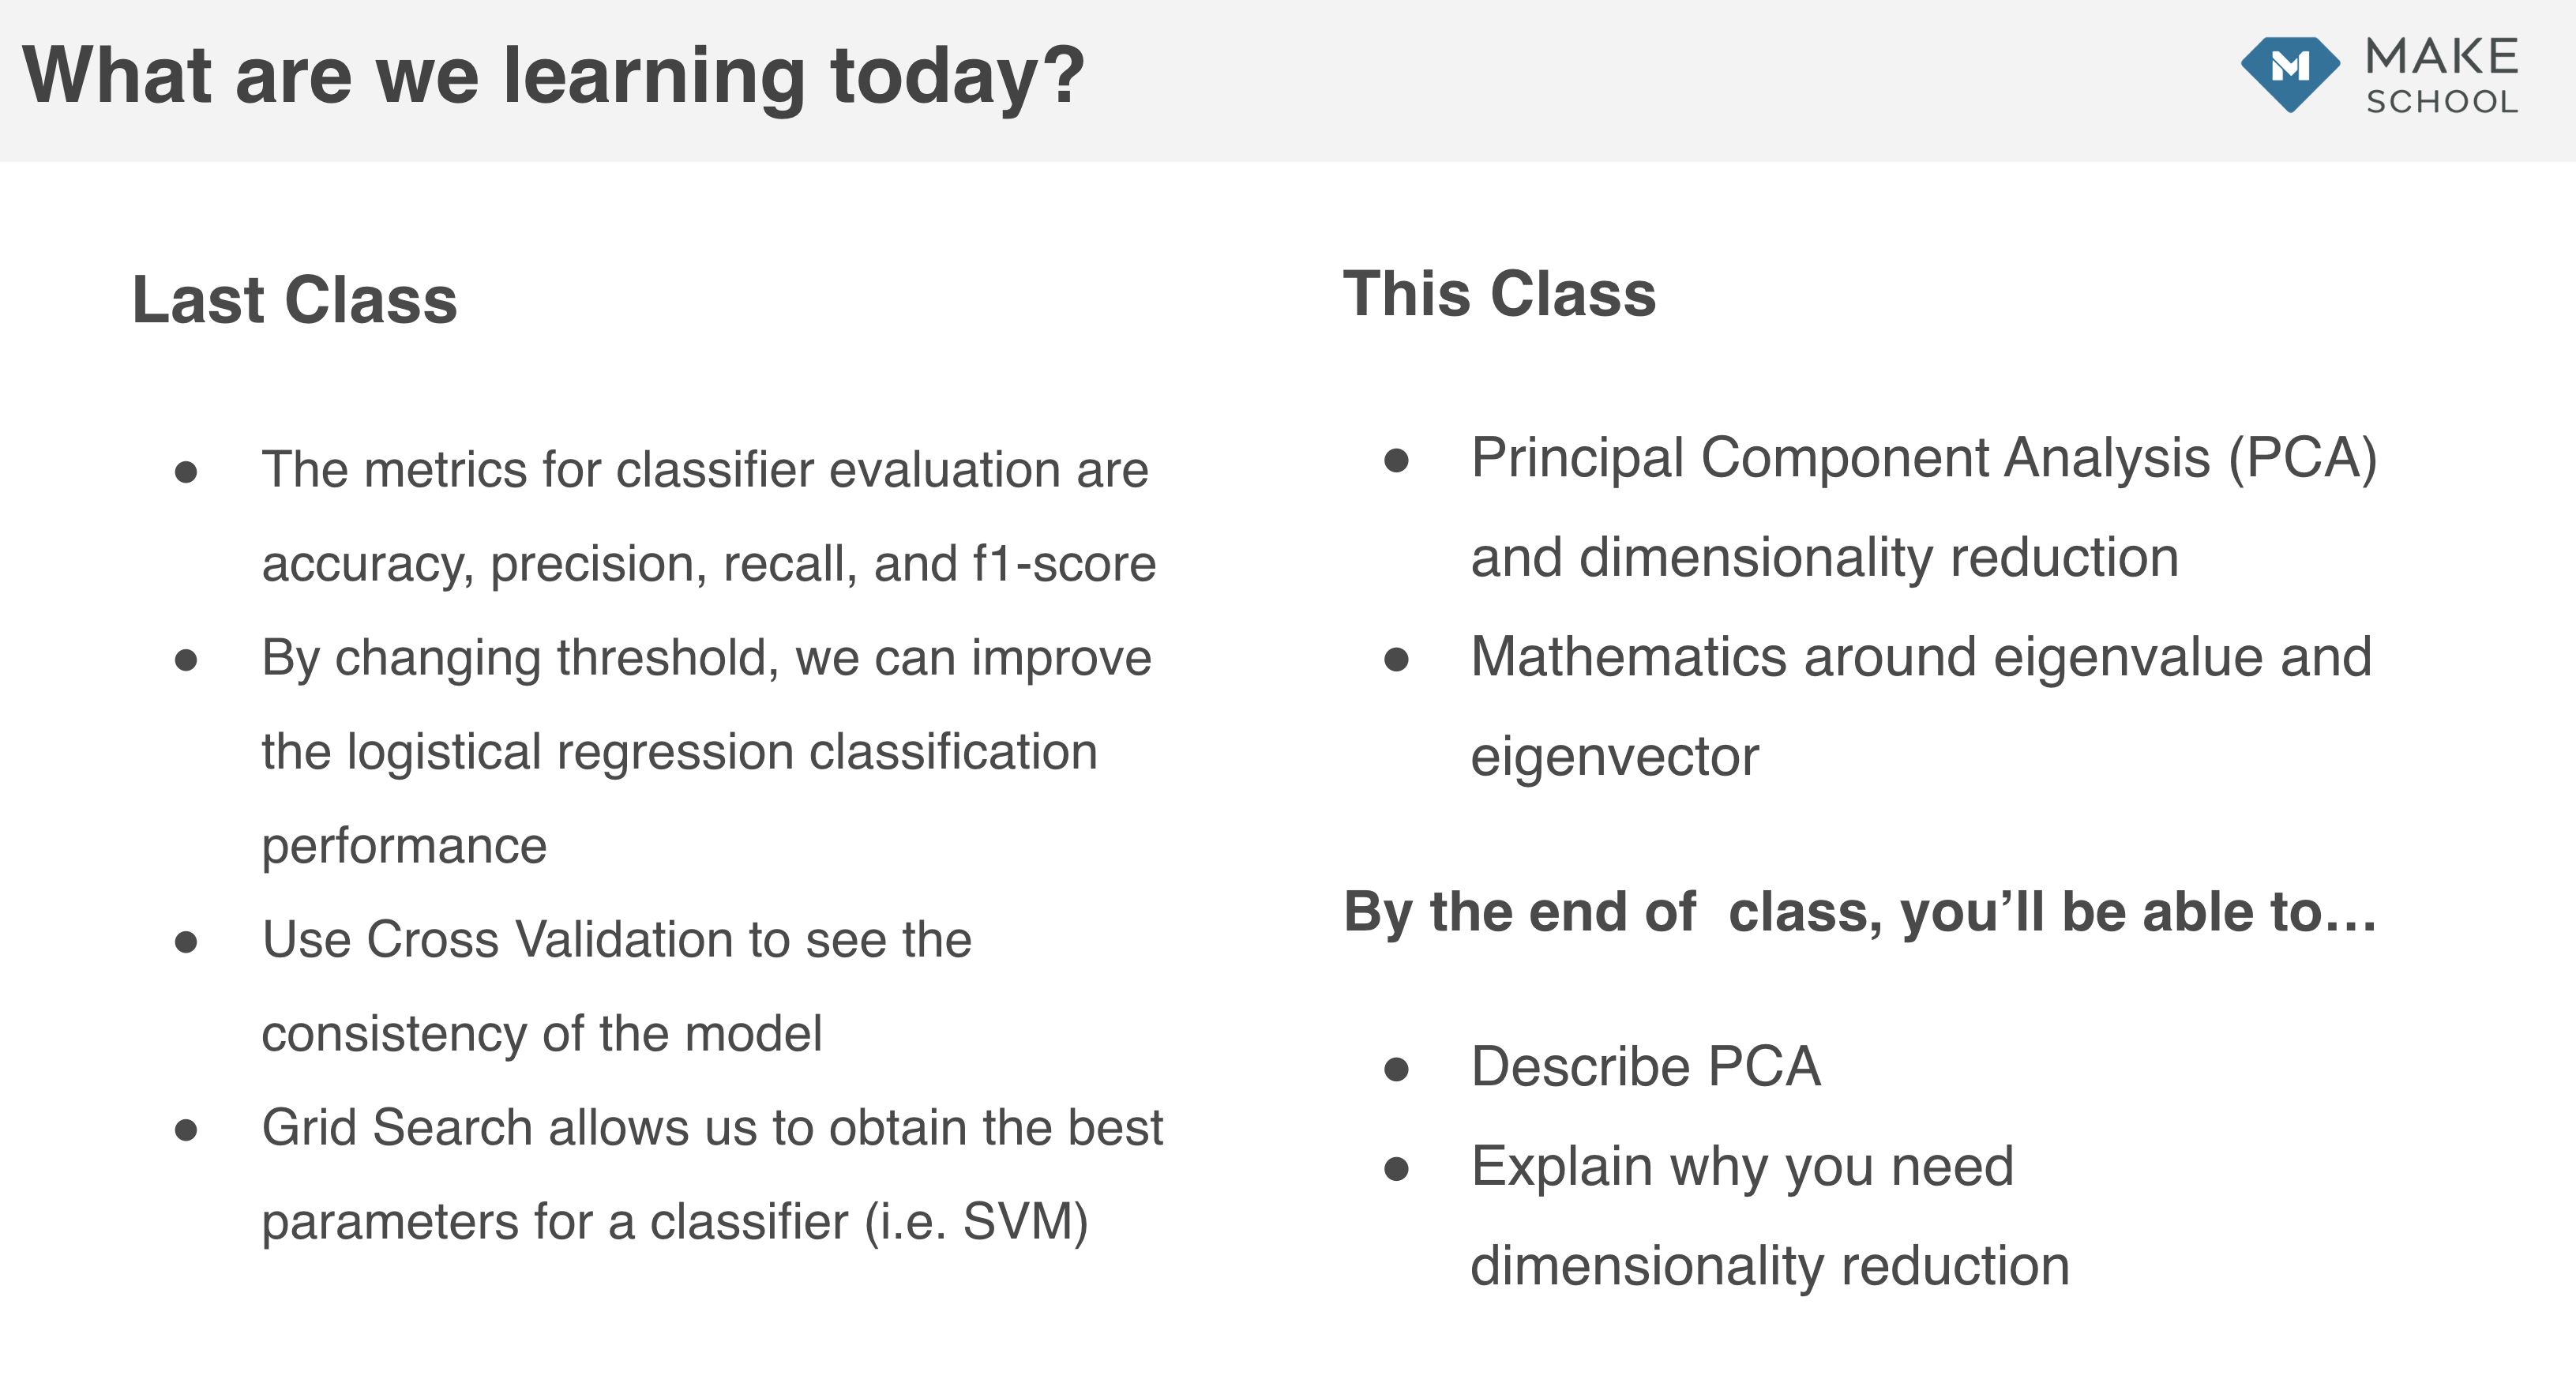 What are we learning today?
MAKE
SCHOOL
Last Class
● The metrics for classifier evaluation are
accuracy, precision, recall, and f1-score
● By changing threshold, we can improve
the logistical regression classification
performance
● Use Cross Validation to see the
consistency of the model
● Grid Search allows us to obtain the best
parameters for a classifier (i.e. SVM)
This Class
● Principal Component Analysis (PCA)
and dimensionality reduction
● Mathematics around eigenvalue and
eigenvector
By the end of  class, you’ll be able to…
● Describe PCA
● Explain why you need
dimensionality reduction